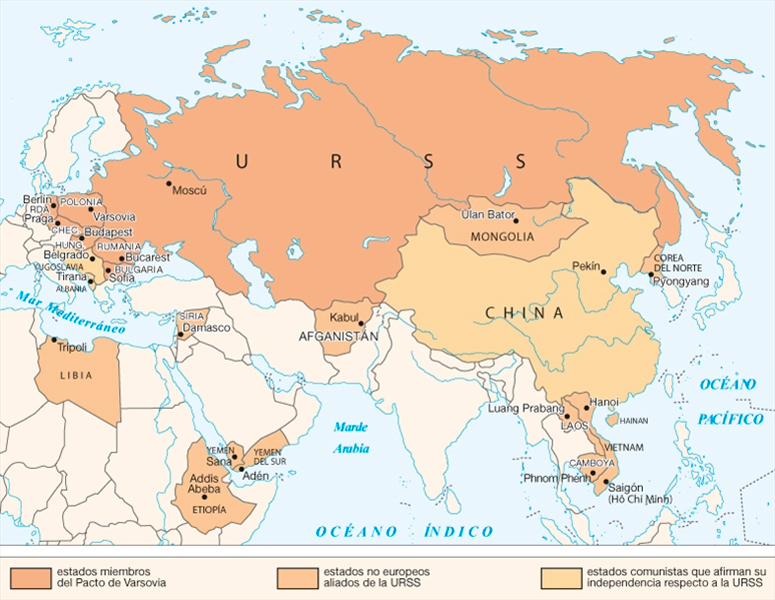 U R S S
Moscú
Berlin
RDA
POLONIA
Varsovia
Praga
CHEC.
Budapest
HUNG.
RUMANIA
Belgrado
Bucarest
YUGOSLAVIA
BULGARIA
Sofía
Tirana
ALBANIA
Mar Mediterráneo
Ulan Bator
MONGOLIA
Pekín
COREA
DEL NORTE
Pyongyang
CHINA
Kabul
AFGANISTÁN
SIRIA
Damasco
Tripoli
LIBIA
OCÉANO
PACÍFICO
Hanoi
Luang Prabang
HAINAN
LAOS
VIETNAM
Mar de
Arabia
YEMEN
Sana
YEMEN
DEL SUR
Adén
CAMBOYA
Phnom Phenh
Saigón
(Hô Chi Minh)
Addis
Abeba
ETIOPÍA
OCÉANO ÍNDICO
estados miembros
del Pacto de Varsovia
estados no europeos
aliados de la URSS
estados comunistas que afirman su
independencia respecto a la URSS